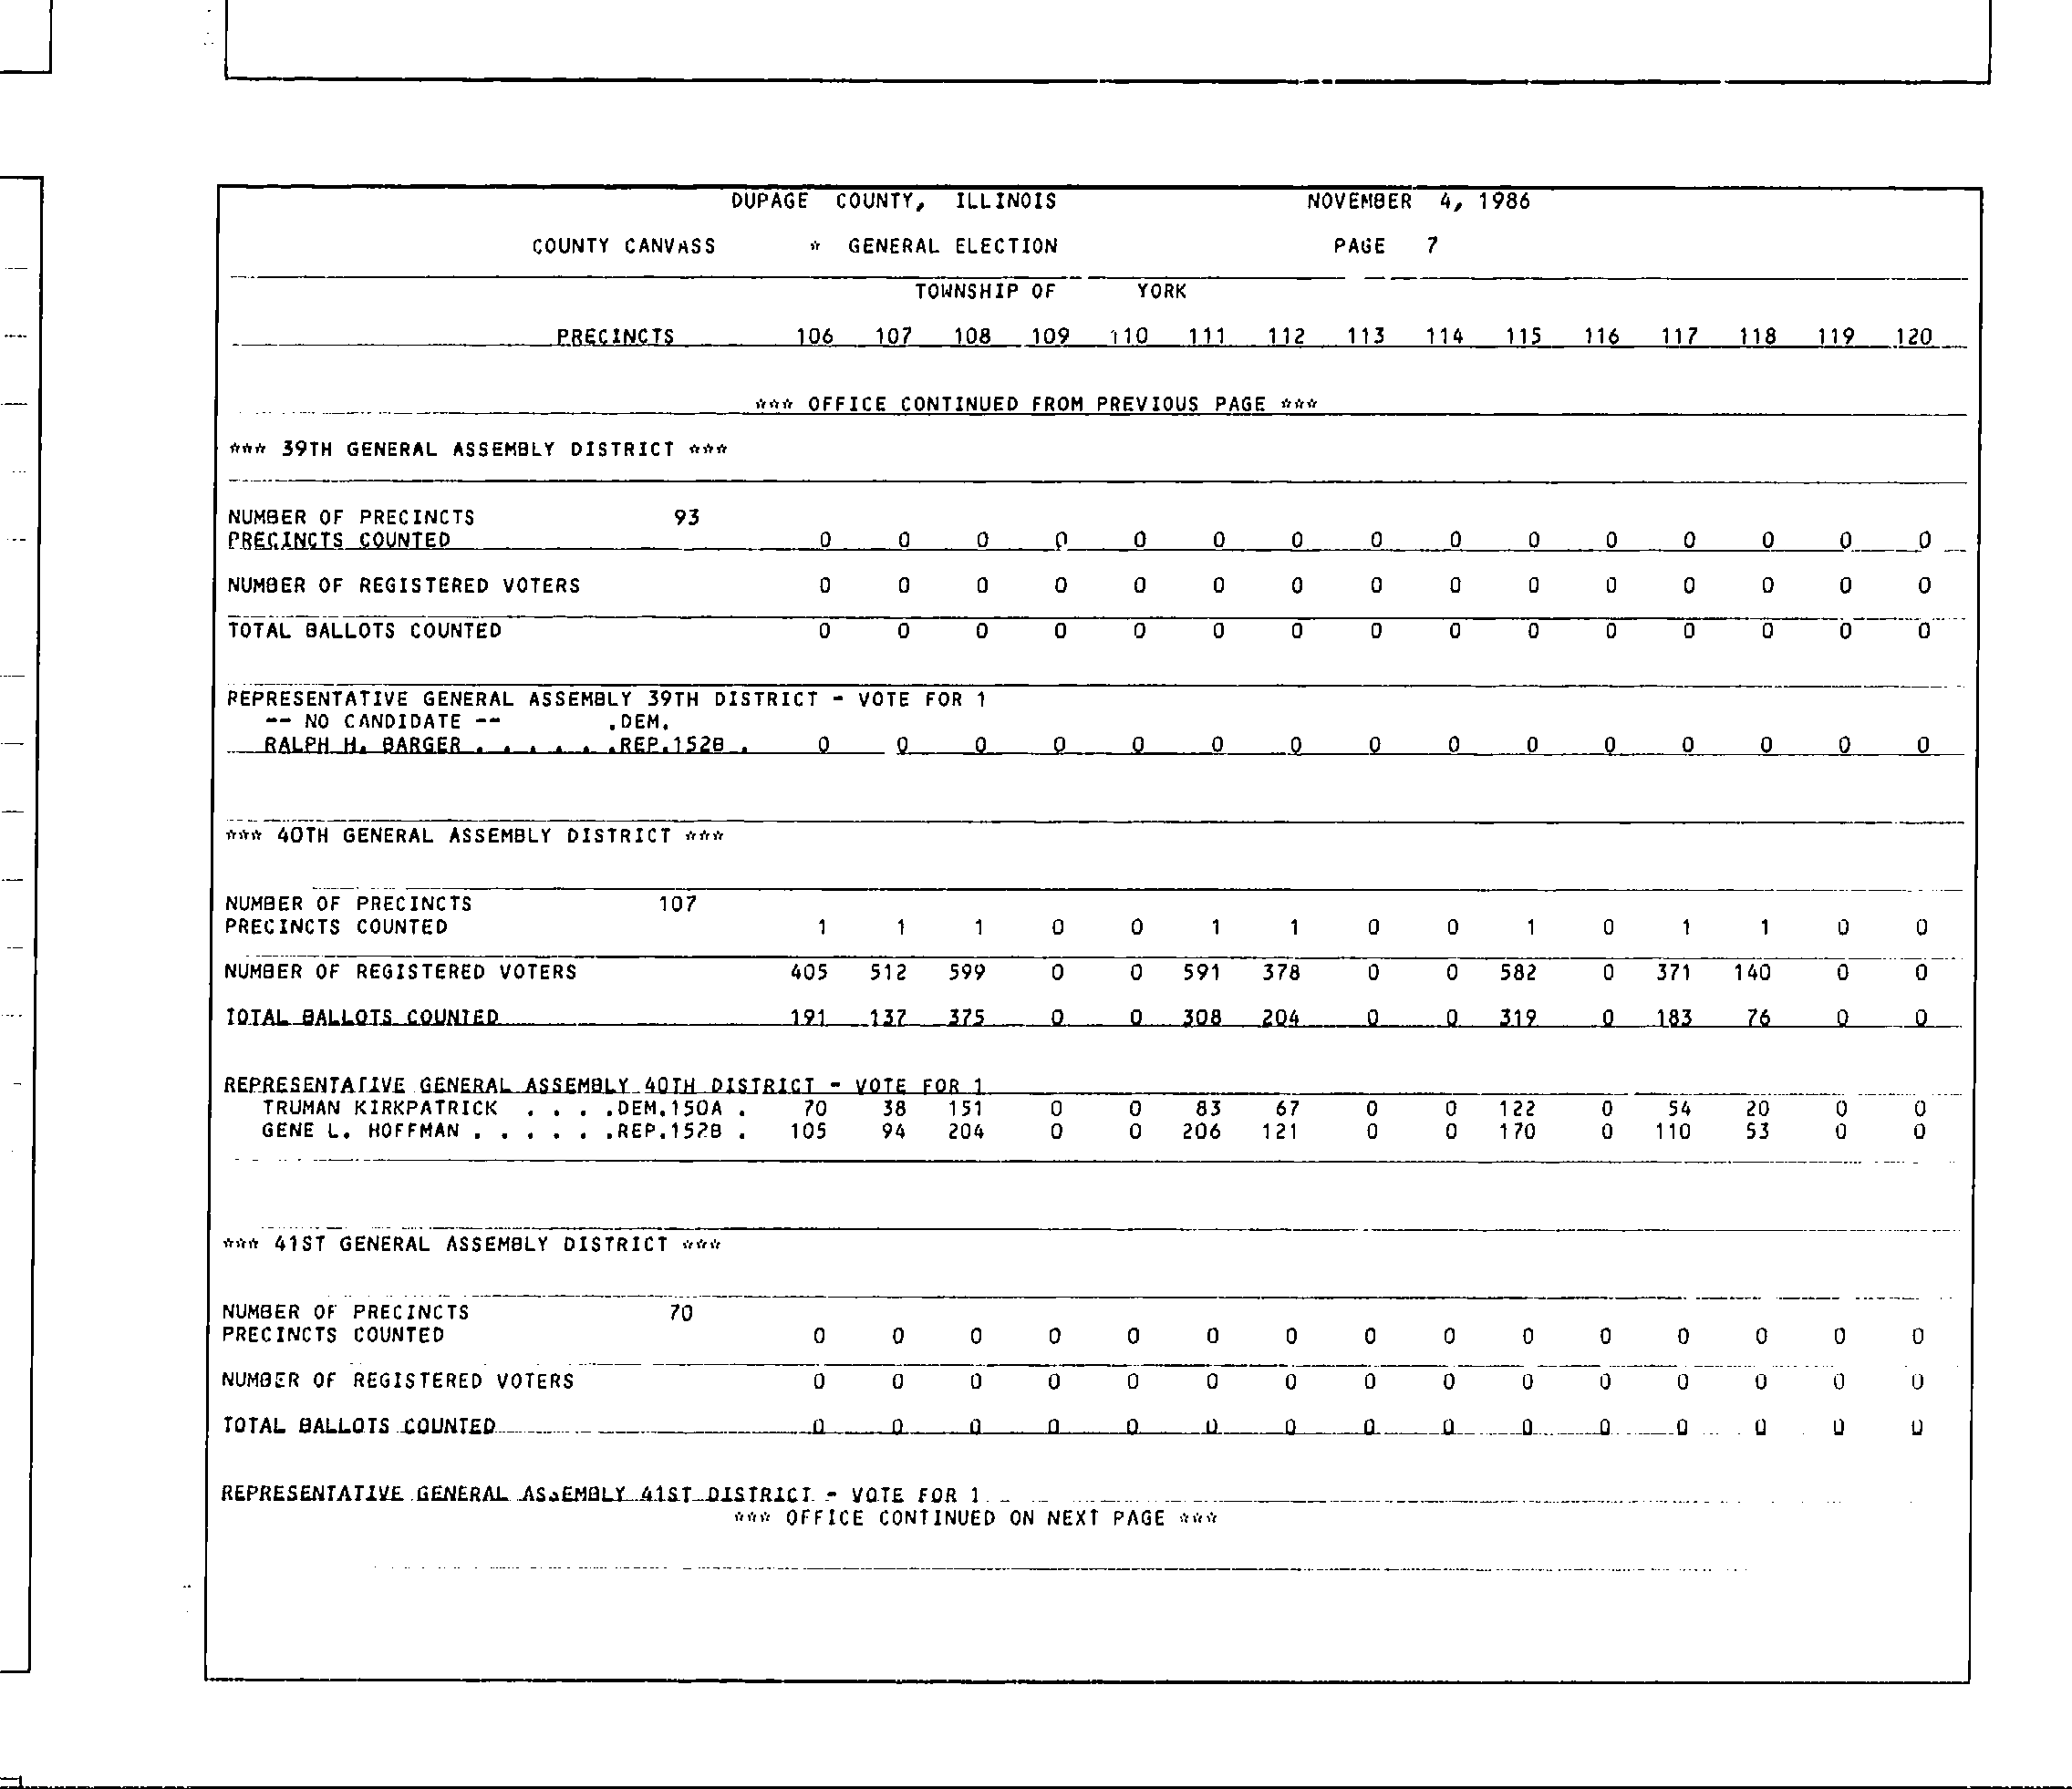 DUPAGE COUNTY, ILLINOIS NOVEMBER 4, 1986
COUNTY CANVASS * GENERAL ELECTION PAGE 7
TOWNSHIP OF YORK
PRECINCTS 106 107 108 109 110 111 112 113 114 115 116 117 118 119 120
*** OFFICE CONTINUED FROM PREVIOUS PAGE ***
*** 39TH GENERAL ASSEMBLY DISTRICT ***
NUMBER OF PRECINCTS 93
PRECINCTS COUNTED 0 0 0 0 0 0 0 0 0 0 0 0 0 0 0
NUMBER OF REGISTERED VOTERS 0 0 0 0 0 0 0 0 0 0 0 0 0 0 0
TOTAL BALLOTS COUNTED 0 0 0 0 0 0 0 0 0 0 0 0 0 0 0
REPRESENTATIVE GENERAL ASSEMBLY 39TH DISTRICT - VOTE FOR 1
-- NO CANDIDATE -- .DEM.
RALPH H. BARGER . . . . . .REP.152B . 0 0 0 0 0 0 0 0 0 0 0 0 0 0 0
*** 40TH GENERAL ASSEMBLY DISTRICT ***
NUMBER OF PRECINCTS 107
PRECINCTS COUNTED 1 1 1 0 0 1 1 0 0 1 0 1 1 0 0
NUMBER OF REGISTERED VOTERS 405 512 599 0 0 591 378 0 0 582 0 371 140 0 0
TOTAL BALLOTS COUNTED 191 137 375 0 0 308 204 0 0 319 0 183 76 0 0
REPRESENTATIVE GENERAL ASSEMBLY 40TH DISTRICT - VOTE FOR 1
TRUMAN KIRKPATRICK . . . .DEM.150A . 70 38 151 0 0 83 67 0 0 122 0 54 20 0 0
GENE L. HOFFMAN . . . . . .REP.152B . 105 94 204 0 0 206 121 0 0 170 0 110 53 0 0
*** 41ST GENERAL ASSEMBLY DISTRICT ***
NUMBER OF PRECINCTS 70
PRECINCTS COUNTED 0 0 0 0 0 0 0 0 0 0 0 0 0 0 0
NUMBER OF REGISTERED VOTERS 0 0 0 0 0 0 0 0 0 0 0 0 0 0 0
TOTAL BALLOTS COUNTED 0 0 0 0 0 0 0 0 0 0 0 0 0 0 0
REPRESENTATIVE GENERAL ASSEMBLY 41ST DISTRICT - VOTE FOR 1
*** OFFICE CONTINUED ON NEXT PAGE ***